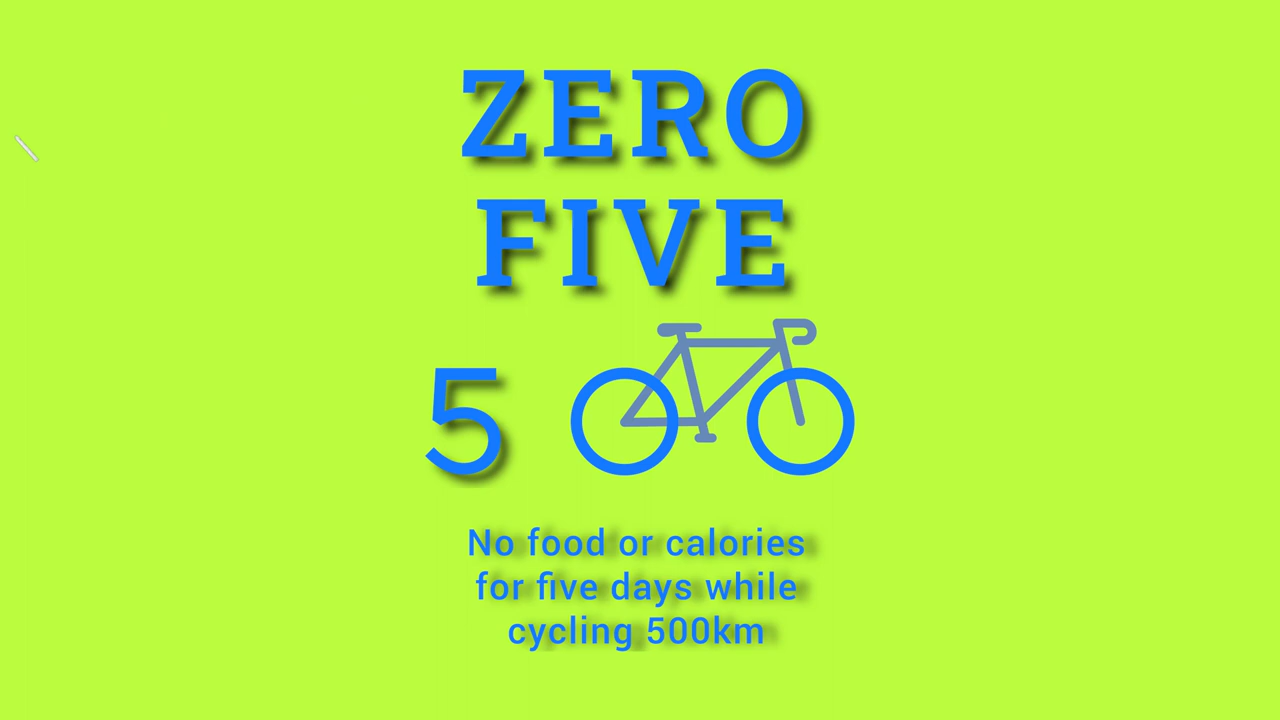 ZERO
FIVE
5
No food or calories
for five days while
cycling 500km